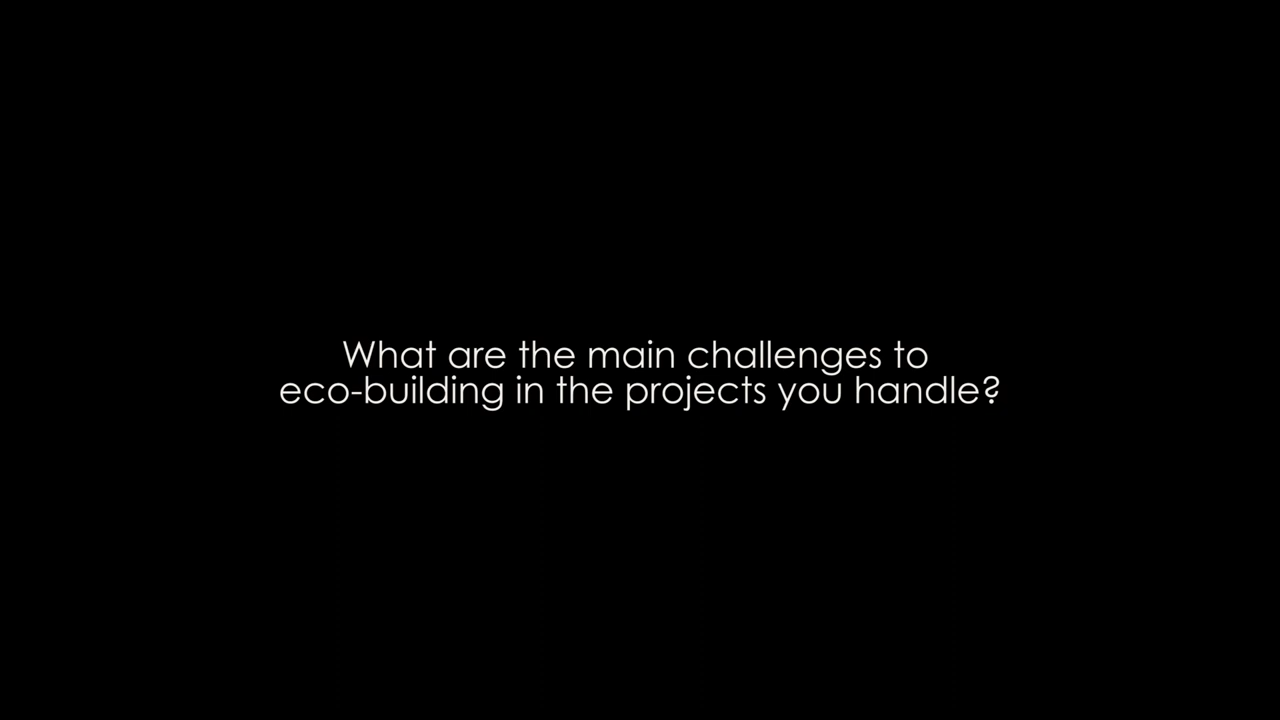 What are the main challenges to
eco-building in the projects you handle?